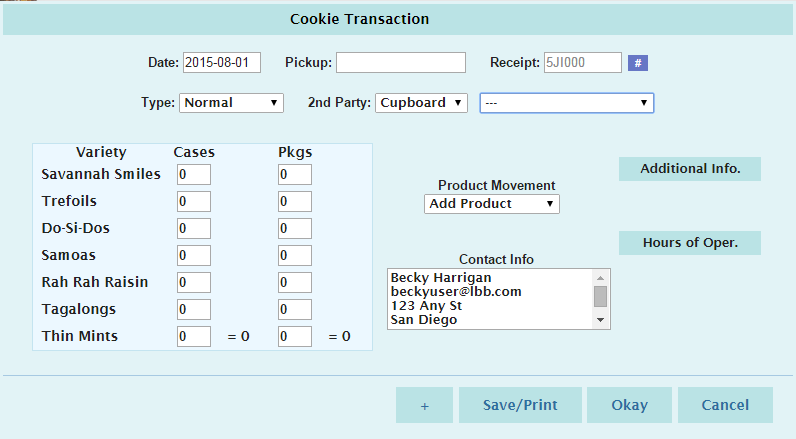 Cookie Transaction
Date: 2015-08-01 Pickup: Receipt: 5JI000 #
Type: Normal 2nd Party: Cupboard ---
Variety Cases Pkgs
Savannah Smiles 0 0
Trefoils 0 0
Do-Si-Dos 0 0
Samoas 0 0
Rah Rah Raisin 0 0
Tagalongs 0 0
Thin Mints 0 = 0 0 = 0
Product Movement
Add Product
Contact Info
Becky Harrigan
beckyuser@lbb.com
123 Any St
San Diego
Additional Info.
Hours of Oper.
+ Save/Print Okay Cancel